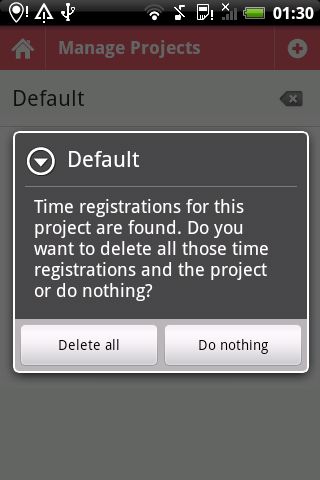 01:30
Manage Projects
Default
Default
Time registrations for this
project are found. Do you
want to delete all those time
registrations and the project
or do nothing?
Delete all
Do nothing